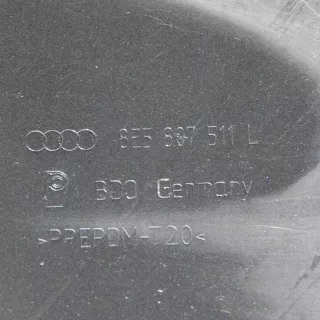 8E5 807 511 L
BDO Germany
>PPEPDM-T20<